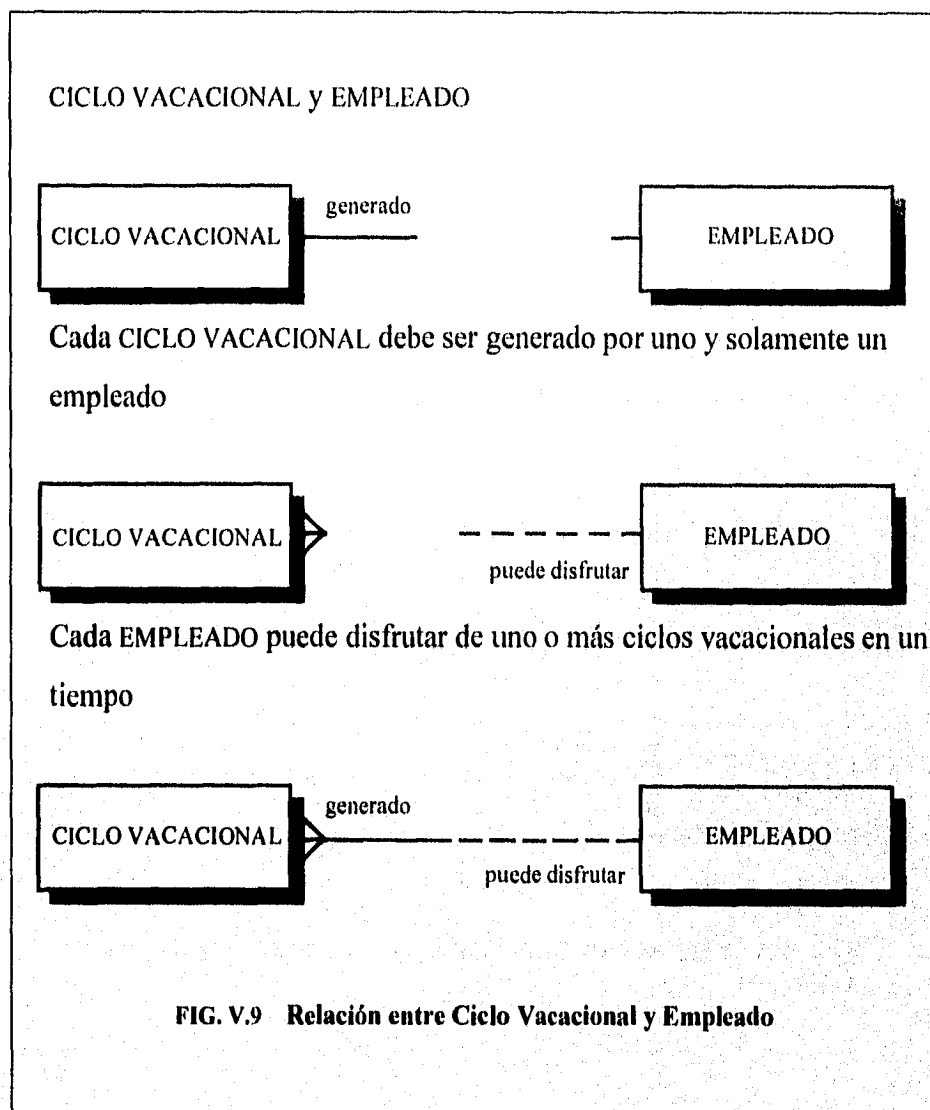 CICLO VACACIONAL y EMPLEADO
generado
CICLO VACACIONAL
EMPLEADO
Cada CICLO VACACIONAL debe ser generado por uno y solamente un
empleado
CICLO VACACIONAL
EMPLEADO
puede disfrutar
Cada EMPLEADO puede disfrutar de uno o más ciclos vacacionales en un
tiempo
generado
CICLO VACACIONAL
EMPLEADO
puede disfrutar
FIG. V.9 Relación entre Ciclo Vacacional y Empleado